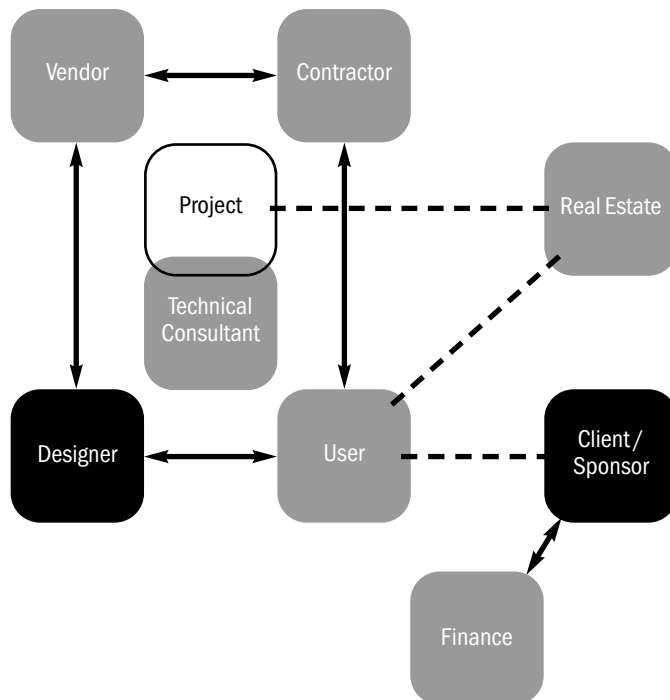 Vendor
Contractor
Project
Real Estate
Technical
Consultant
Designer
User
Client/
Sponsor
Finance